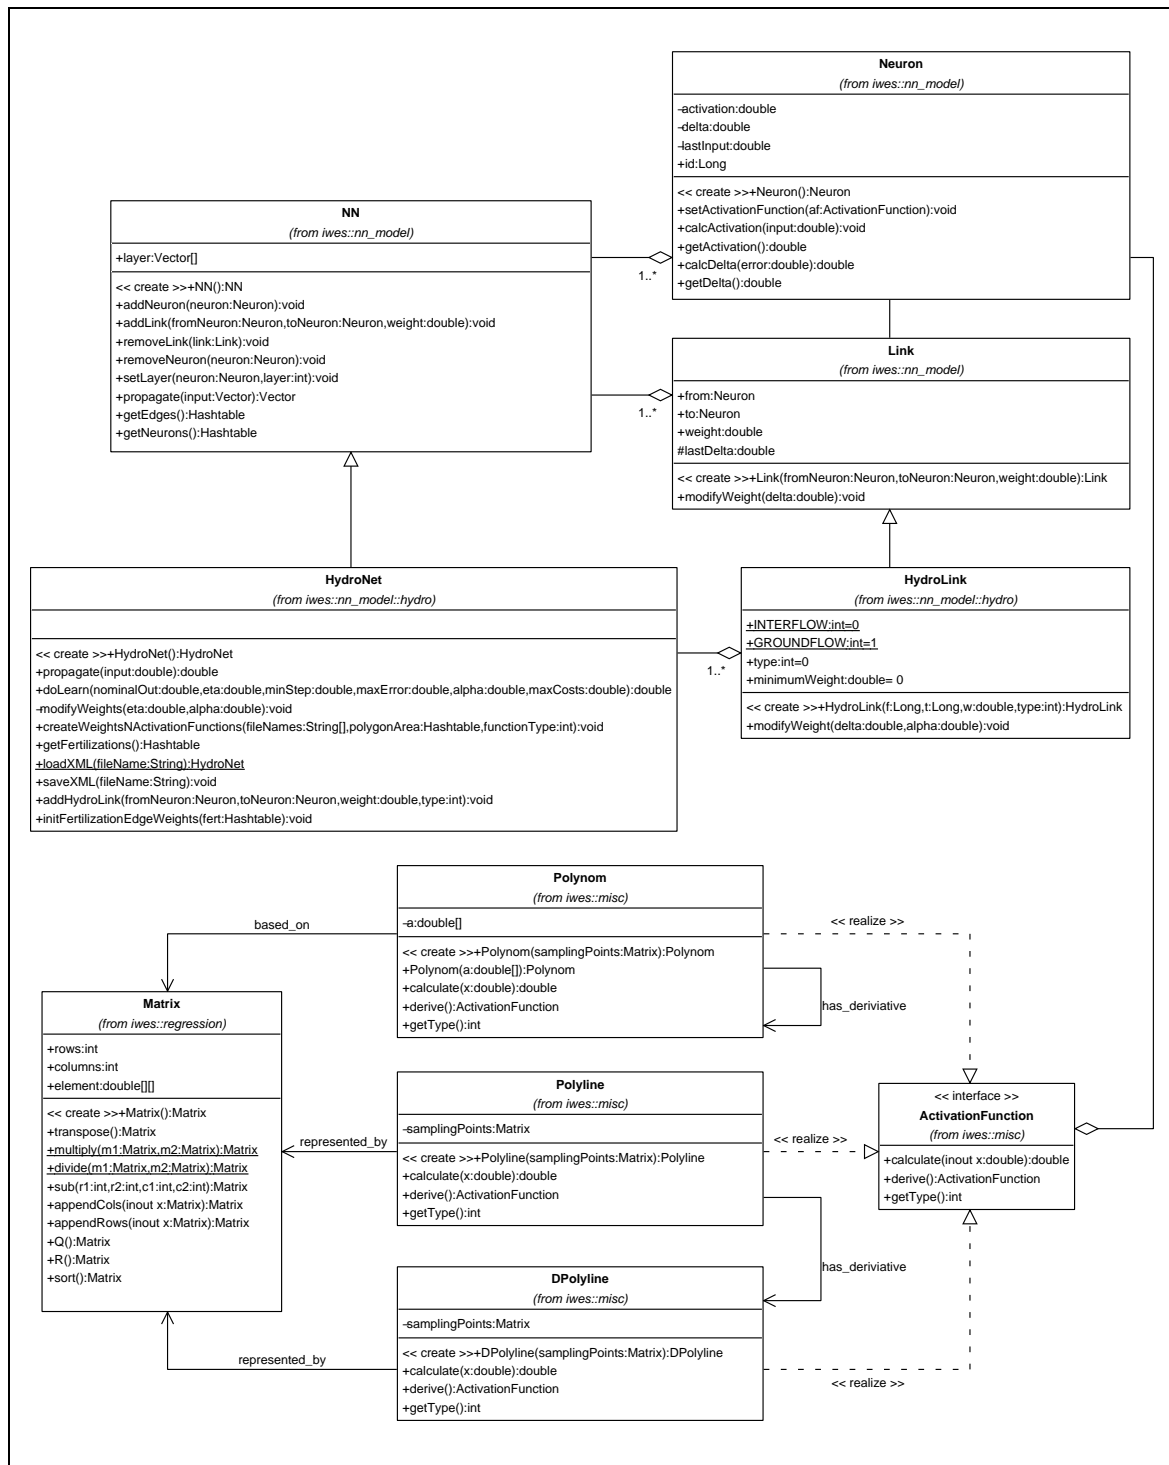 Neuron
(from iwes::nn_model)
-activation:double
-delta:double
-lastInput:double
+id:Long
<< create >>+Neuron():Neuron
+setActivationFunction(af:ActivationFunction):void
+calcActivation(input:double):void
+getActivation():double
+calcDelta(error:double):double
+getDelta():double
NN
(from iwes::nn_model)
+layer:Vector[]
<< create >>+NN():NN
+addNeuron(neuron:Neuron):void
+addLink(fromNeuron:Neuron,toNeuron:Neuron,weight:double):void
+removeLink(link:Link):void
+removeNeuron(neuron:Neuron):void
+setLayer(neuron:Neuron,layer:int):void
+propagate(input:Vector):Vector
+getEdges():Hashtable
+getNeurons():Hashtable
1..*
1..*
Link
(from iwes::nn_model)
+from:Neuron
+to:Neuron
+weight:double
#lastDelta:double
<< create >>+Link(fromNeuron:Neuron,toNeuron:Neuron,weight:double):Link
+modifyWeight(delta:double):void
HydroNet
(from iwes::nn_model::hydro)
<< create >>+HydroNet():HydroNet
+propagate(input:double):double
+doLearn(nominalOut:double,eta:double,minStep:double,maxError:double,alpha:double,maxCosts:double):double
-modifyWeights(eta:double,alpha:double):void
+createWeightsNActivationFunctions(fileNames:String[],polygonArea:Hashtable,functionType:int):void
+getFertilizations():Hashtable
+loadXML(fileName:String):HydroNet
+saveXML(fileName:String):void
+addHydroLink(fromNeuron:Neuron,toNeuron:Neuron,weight:double,type:int):void
+initFertilizationEdgeWeights(fert:Hashtable):void
1..*
HydroLink
(from iwes::nn_model::hydro)
+INTERFLOW:int=0
+GROUNDFLOW:int=1
+type:int=0
+minimumWeight:double= 0
<< create >>+HydroLink(f:Long,t:Long,w:double,type:int):HydroLink
+modifyWeight(delta:double,alpha:double):void
Polynom
(from iwes::misc)
-a:double[]
<< create >>+Polynom(samplingPoints:Matrix):Polynom
+Polynom(a:double[]):Polynom
+calculate(x:double):double
+derive():ActivationFunction
+getType():int
based_on
<< realize >>
has_deriviative
Matrix
(from iwes::regression)
+rows:int
+columns:int
+element:double[][]
<< create >>+Matrix():Matrix
+transpose():Matrix
+multiply(m1:Matrix,m2:Matrix):Matrix
+divide(m1:Matrix,m2:Matrix):Matrix
+sub(r1:int,r2:int,c1:int,c2:int):Matrix
+appendCols(inout x:Matrix):Matrix
+appendRows(inout x:Matrix):Matrix
+Q():Matrix
+R():Matrix
+sort():Matrix
represented_by
Polyline
(from iwes::misc)
-samplingPoints:Matrix
<< create >>+Polyline(samplingPoints:Matrix):Polyline
+calculate(x:double):double
+derive():ActivationFunction
+getType():int
<< realize >>
<< interface >>
ActivationFunction
(from iwes::misc)
+calculate(inout x:double):double
+derive():ActivationFunction
+getType():int
has_deriviative
DPolyline
(from iwes::misc)
-samplingPoints:Matrix
<< create >>+DPolyline(samplingPoints:Matrix):DPolyline
+calculate(x:double):double
+derive():ActivationFunction
+getType():int
represented_by
<< realize >>